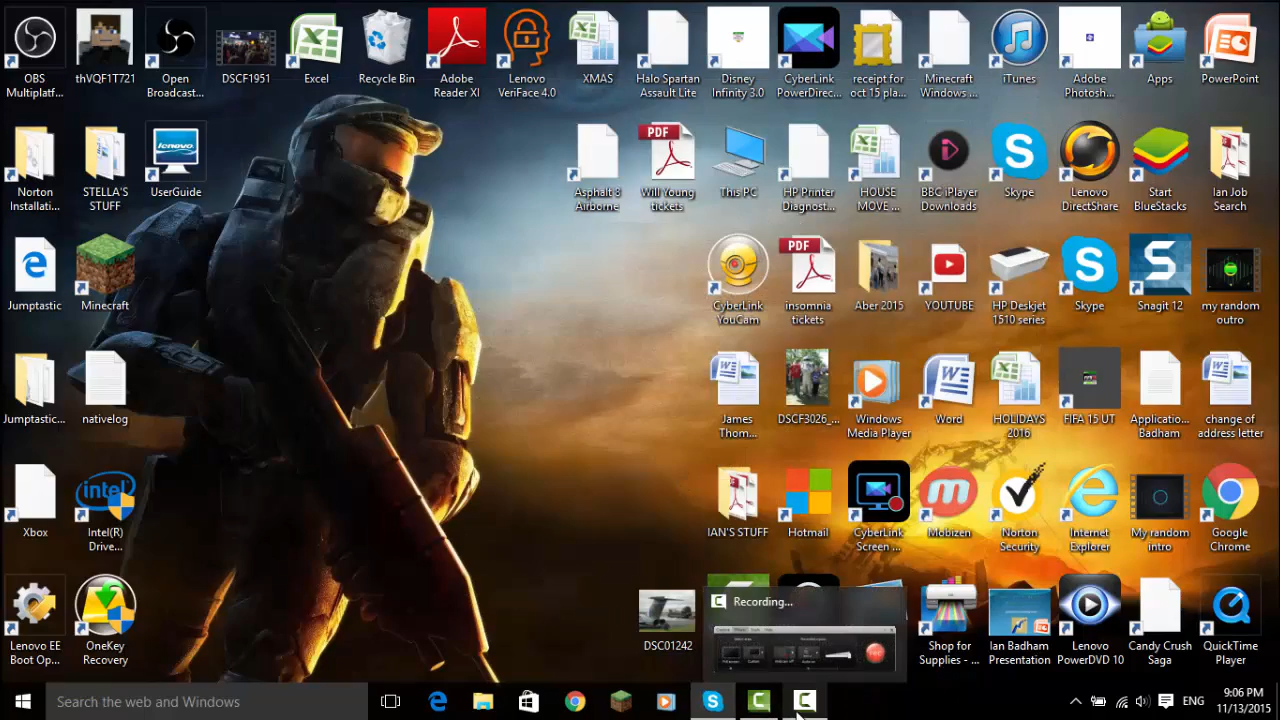 OBS
Multiplatf...
thVQF1T721
Open
Broadcast...
DSCF1951
Excel
Recycle Bin
Adobe
Reader XI
Lenovo
VeriFace 4.0
XMAS
Halo Spartan
Assault Lite
Disney
Infinity 3.0
CyberLink
PowerDirec...
receipt for
oct 15 pla...
Minecraft
Windows ...
iTunes
Adobe
Photosh...
Apps
PowerPoint
Norton
Installati...
STELLA'S
STUFF
lenovo
UserGuide
Asphalt 8
Airborne
PDF
Will Young
tickets
This PC
HP Printer
Diagnost...
HOUSE
MOVE ...
BBC iPlayer
Downloads
Skype
Lenovo
DirectShare
Start
BlueStacks
Ian Job
Search
Jumptastic
Minecraft
CyberLink
YouCam
PDF
insomnia
tickets
Aber 2015
YOUTUBE
HP Deskjet
1510 series
Skype
Snagit 12
my random
outro
Jumptastic...
nativelog
James
Thom...
DSCF3026_...
Windows
Media Player
Word
HOLIDAYS
2016
FIFA 15 UT
Applicatio...
Badham
change of
address letter
Xbox
intel
Intel(R)
Drive...
IAN'S STUFF
Hotmail
CyberLink
Screen ...
Mobizen
Norton
Security
Internet
Explorer
My random
intro
Google
Chrome
Lenovo EE
Boot Op...
OneKey
Recovery
DSC01242
Recording...
Shop for
Supplies - ...
Ian Badham
Presentation
Lenovo
PowerDVD 10
Candy Crush
Saga
QuickTime
Player
Search the web and Windows
ENG
9:06 PM
11/13/2015